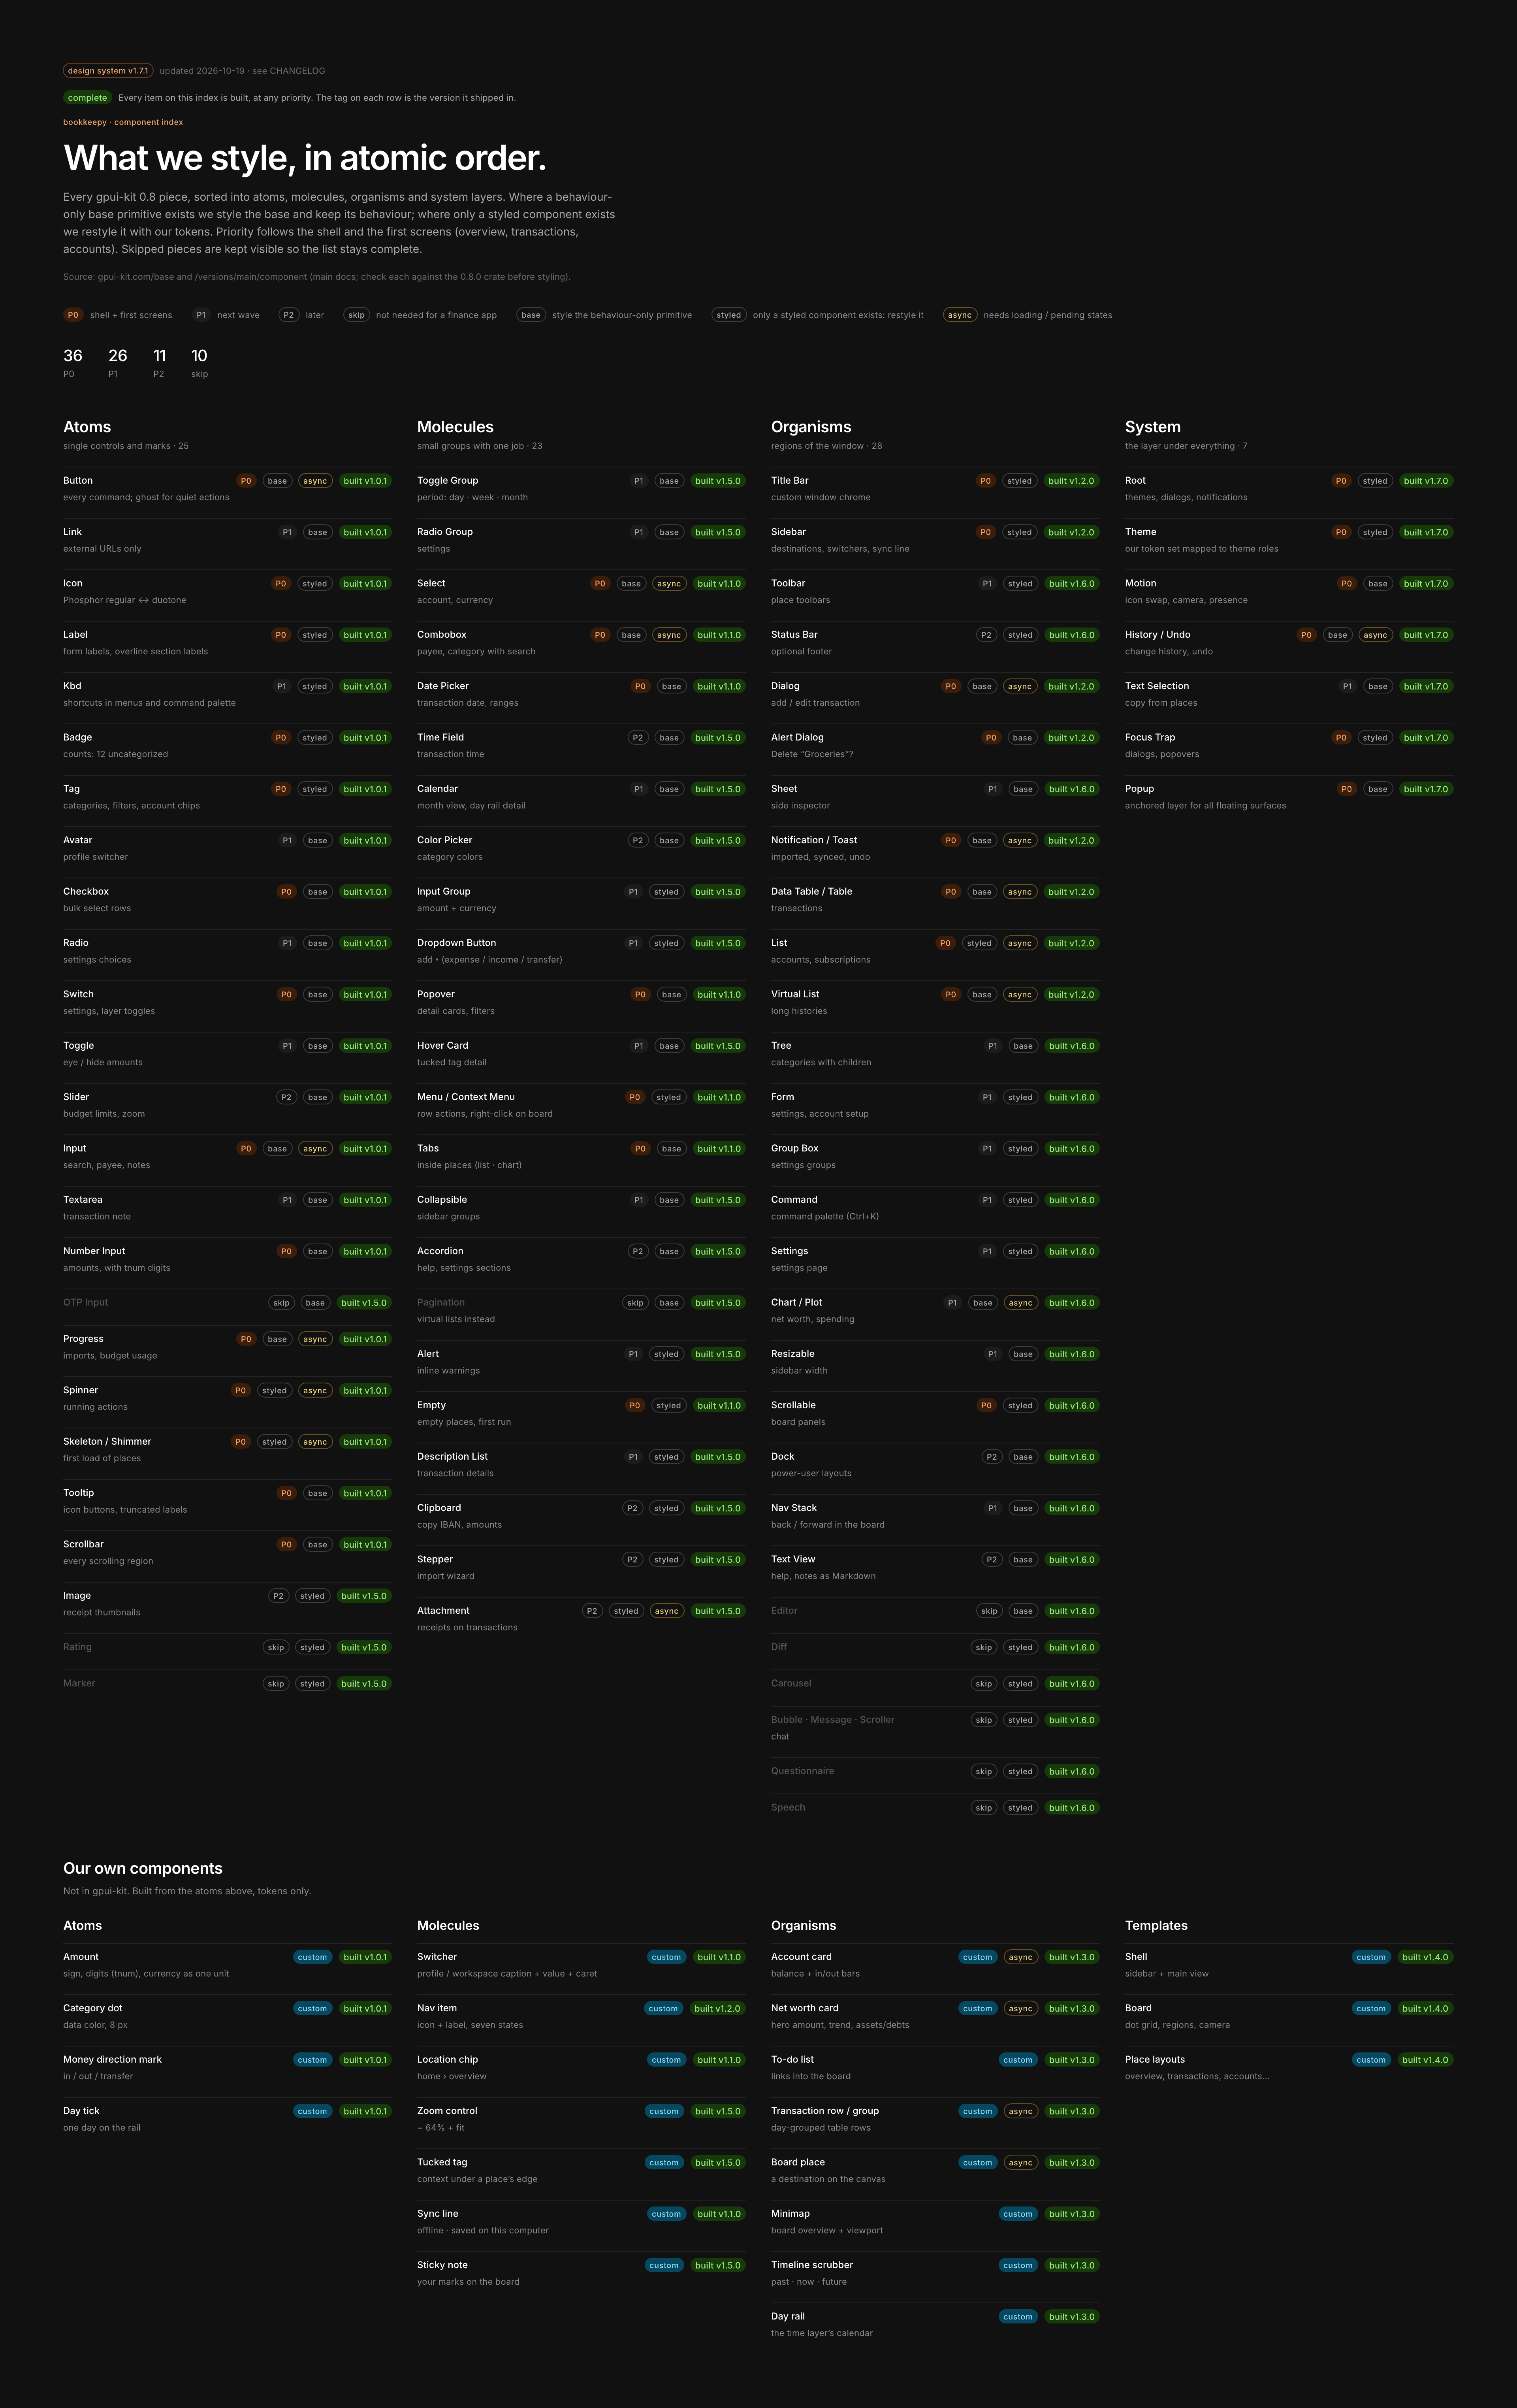 design system v1.7.1 updated 2026-10-19 · see CHANGELOG
complete Every item on this index is built, at any priority. The tag on each row is the version it shipped in.
bookkeepy · component index
What we style, in atomic order.
Every gpui-kit 0.8 piece, sorted into atoms, molecules, organisms and system layers. Where a behaviour-
only base primitive exists we style the base and keep its behaviour; where only a styled component exists
we restyle it with our tokens. Priority follows the shell and the first screens (overview, transactions,
accounts). Skipped pieces are kept visible so the list stays complete.
Source: gpui-kit.com/base and /versions/main/component (main docs; check each against the 0.8.0 crate before styling).
P0 shell + first screens P1 next wave P2 later skip not needed for a finance app base style the behaviour-only primitive styled only a styled component exists: restyle it async needs loading / pending states
36 26 11 10
P0 P1 P2 skip
Atoms
single controls and marks · 25
Button P0 base async built v1.0.1
every command; ghost for quiet actions
Link P1 base built v1.0.1
external URLs only
Icon P0 styled built v1.0.1
Phosphor regular ↔ duotone
Label P0 styled built v1.0.1
form labels, overline section labels
Kbd P1 styled built v1.0.1
shortcuts in menus and command palette
Badge P0 styled built v1.0.1
counts: 12 uncategorized
Tag P0 styled built v1.0.1
categories, filters, account chips
Avatar P1 base built v1.0.1
profile switcher
Checkbox P0 base built v1.0.1
bulk select rows
Radio P1 base built v1.0.1
settings choices
Switch P0 base built v1.0.1
settings, layer toggles
Toggle P1 base built v1.0.1
eye / hide amounts
Slider P2 base built v1.0.1
budget limits, zoom
Input P0 base async built v1.0.1
search, payee, notes
Textarea P1 base built v1.0.1
transaction note
Number Input P0 base built v1.0.1
amounts, with tnum digits
OTP Input skip base built v1.5.0
Progress P0 base async built v1.0.1
imports, budget usage
Spinner P0 styled async built v1.0.1
running actions
Skeleton / Shimmer P0 styled async built v1.0.1
first load of places
Tooltip P0 base built v1.0.1
icon buttons, truncated labels
Scrollbar P0 base built v1.0.1
every scrolling region
Image P2 styled built v1.5.0
receipt thumbnails
Rating skip styled built v1.5.0
Marker skip styled built v1.5.0
Molecules
small groups with one job · 23
Toggle Group P1 base built v1.5.0
period: day · week · month
Radio Group P1 base built v1.5.0
settings
Select P0 base async built v1.1.0
account, currency
Combobox P0 base async built v1.1.0
payee, category with search
Date Picker P0 base built v1.1.0
transaction date, ranges
Time Field P2 base built v1.5.0
transaction time
Calendar P1 base built v1.5.0
month view, day rail detail
Color Picker P2 base built v1.5.0
category colors
Input Group P1 styled built v1.5.0
amount + currency
Dropdown Button P1 styled built v1.5.0
add ▾ (expense / income / transfer)
Popover P0 base built v1.1.0
detail cards, filters
Hover Card P1 base built v1.5.0
tucked tag detail
Menu / Context Menu P0 styled built v1.1.0
row actions, right-click on board
Tabs P0 base built v1.1.0
inside places (list · chart)
Collapsible P1 base built v1.5.0
sidebar groups
Accordion P2 base built v1.5.0
help, settings sections
Pagination skip base built v1.5.0
virtual lists instead
Alert P1 styled built v1.5.0
inline warnings
Empty P0 styled built v1.1.0
empty places, first run
Description List P1 styled built v1.5.0
transaction details
Clipboard P2 styled built v1.5.0
copy IBAN, amounts
Stepper P2 styled built v1.5.0
import wizard
Attachment P2 styled async built v1.5.0
receipts on transactions
Organisms
regions of the window · 28
Title Bar P0 styled built v1.2.0
custom window chrome
Sidebar P0 styled built v1.2.0
destinations, switchers, sync line
Toolbar P1 styled built v1.6.0
place toolbars
Status Bar P2 styled built v1.6.0
optional footer
Dialog P0 base async built v1.2.0
add / edit transaction
Alert Dialog P0 base built v1.2.0
Delete “Groceries”?
Sheet P1 base built v1.6.0
side inspector
Notification / Toast P0 base async built v1.2.0
imported, synced, undo
Data Table / Table P0 base async built v1.2.0
transactions
List P0 styled async built v1.2.0
accounts, subscriptions
Virtual List P0 base async built v1.2.0
long histories
Tree P1 base built v1.6.0
categories with children
Form P1 styled built v1.6.0
settings, account setup
Group Box P1 styled built v1.6.0
settings groups
Command P1 styled built v1.6.0
command palette (Ctrl+K)
Settings P1 styled built v1.6.0
settings page
Chart / Plot P1 base async built v1.6.0
net worth, spending
Resizable P1 base built v1.6.0
sidebar width
Scrollable P0 styled built v1.6.0
board panels
Dock P2 base built v1.6.0
power-user layouts
Nav Stack P1 base built v1.6.0
back / forward in the board
Text View P2 base built v1.6.0
help, notes as Markdown
Editor skip base built v1.6.0
Diff skip styled built v1.6.0
Carousel skip styled built v1.6.0
Bubble · Message · Scroller skip styled built v1.6.0
chat
Questionnaire skip styled built v1.6.0
Speech skip styled built v1.6.0
System
the layer under everything · 7
Root P0 styled built v1.7.0
themes, dialogs, notifications
Theme P0 styled built v1.7.0
our token set mapped to theme roles
Motion P0 base built v1.7.0
icon swap, camera, presence
History / Undo P0 base async built v1.7.0
change history, undo
Text Selection P1 base built v1.7.0
copy from places
Focus Trap P0 styled built v1.7.0
dialogs, popovers
Popup P0 base built v1.7.0
anchored layer for all floating surfaces
Our own components
Not in gpui-kit. Built from the atoms above, tokens only.
Atoms
Amount custom built v1.0.1
sign, digits (tnum), currency as one unit
Category dot custom built v1.0.1
data color, 8 px
Money direction mark custom built v1.0.1
in / out / transfer
Day tick custom built v1.0.1
one day on the rail
Molecules
Switcher custom built v1.1.0
profile / workspace caption + value + caret
Nav item custom built v1.2.0
icon + label, seven states
Location chip custom built v1.1.0
home › overview
Zoom control custom built v1.5.0
− 64% + fit
Tucked tag custom built v1.5.0
context under a place’s edge
Sync line custom built v1.1.0
offline · saved on this computer
Sticky note custom built v1.5.0
your marks on the board
Organisms
Account card custom async built v1.3.0
balance + in/out bars
Net worth card custom async built v1.3.0
hero amount, trend, assets/debts
To-do list custom built v1.3.0
links into the board
Transaction row / group custom async built v1.3.0
day-grouped table rows
Board place custom async built v1.3.0
a destination on the canvas
Minimap custom built v1.3.0
board overview + viewport
Timeline scrubber custom built v1.3.0
past · now · future
Day rail custom built v1.3.0
the time layer’s calendar
Templates
Shell custom built v1.4.0
sidebar + main view
Board custom built v1.4.0
dot grid, regions, camera
Place layouts custom built v1.4.0
overview, transactions, accounts…